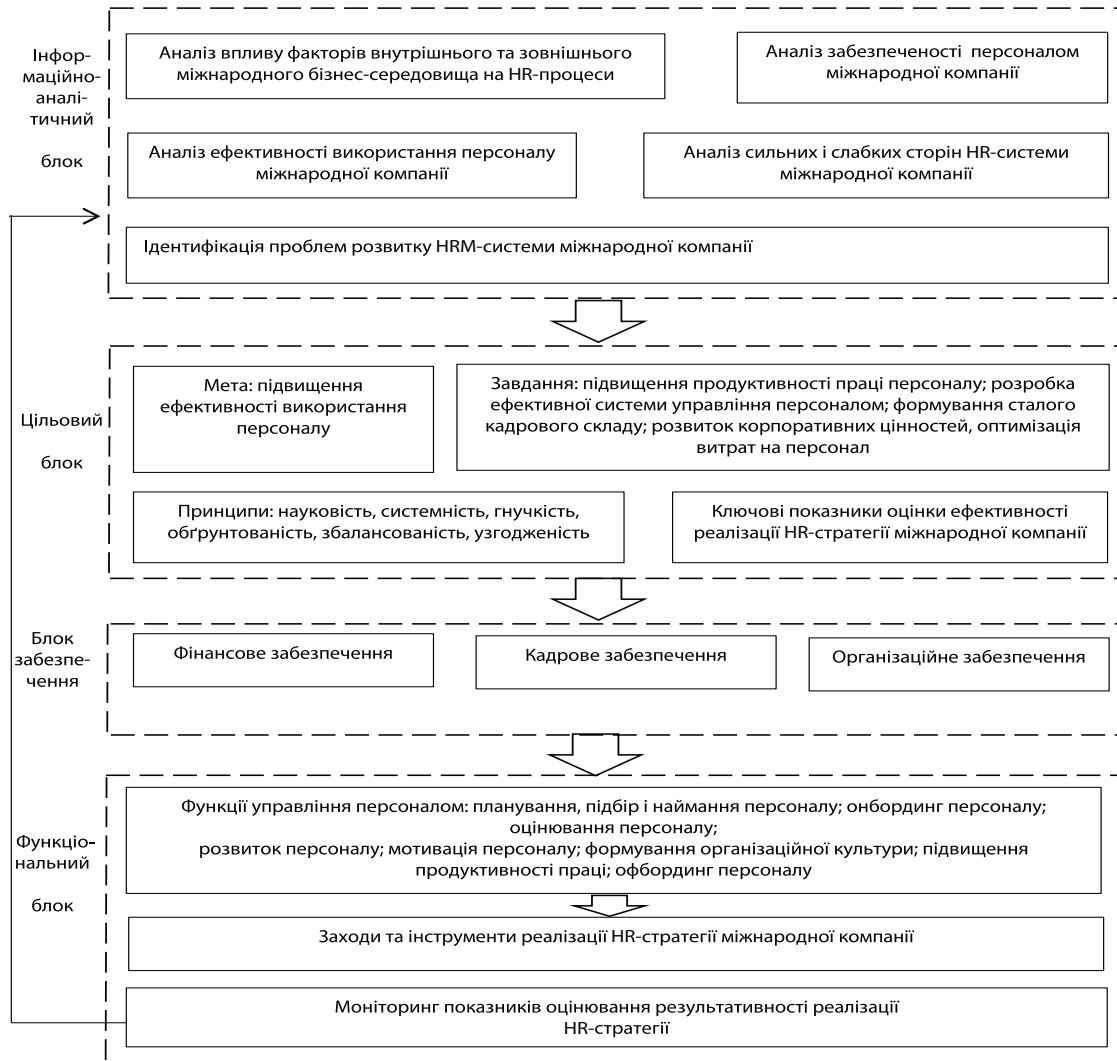 Інфор-
маційно-
аналі-
тичний
блок
Аналіз впливу факторів внутрішнього та зовнішнього
міжнародного бізнес-середовища на HR-процеси
Аналіз забезпеченості персоналом
міжнародної компанії
Аналіз ефективності використання персоналу
міжнародної компанії
Аналіз сильних і слабких сторін HR-системи
міжнародної компанії
Ідентифікація проблем розвитку HRM-системи міжнародної компанії
Цільовий
блок
Мета: підвищення
ефективності використання
персоналу
Завдання: підвищення продуктивності праці персоналу; розробка
ефективної системи управління персоналом; формування сталого
кадрового складу; розвиток корпоративних цінностей, оптимізація
витрат на персонал
Принципи: науковість, системність, гнучкість,
обґрунтованість, збалансованість, узгодженість
Ключові показники оцінки ефективності
реалізації HR-стратегії міжнародної компанії
Блок
забезпе-
чення
Фінансове забезпечення
Кадрове забезпечення
Організаційне забезпечення
Функціо-
нальний
блок
Функції управління персоналом: планування, підбір і наймання персоналу; онбординг персоналу;
оцінювання персоналу;
розвиток персоналу; мотивація персоналу; формування організаційної культури; підвищення
продуктивності праці; офбординг персоналу
Заходи та інструменти реалізації HR-стратегії міжнародної компанії
Моніторинг показників оцінювання результативності реалізації
HR-стратегії